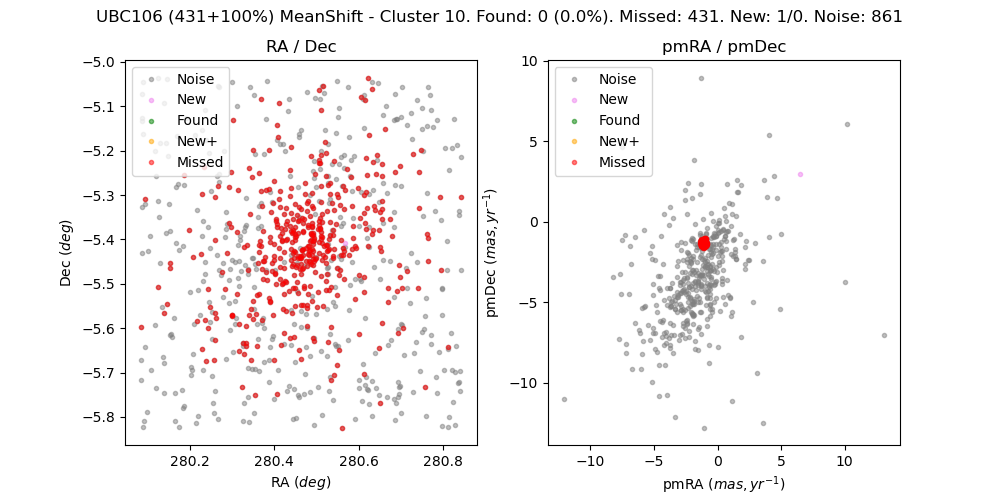 UBC106 (431+100%) MeanShift - Cluster 10. Found: 0 (0.0%). Missed: 431. New: 1/0. Noise: 861
RA / Dec
−5.0
−5.1
−5.2
−5.3
−5.4
−5.5
−5.6
−5.7
−5.8
Dec (deg)
Noise
New
Found
New+
Missed
280.2
280.4
280.6
280.8
RA (deg)
pmRA / pmDec
10
5
0
−5
−10
pmDec (mas, yr⁻¹)
Noise
New
Found
New+
Missed
−10
−5
0
5
10
pmRA (mas, yr⁻¹)